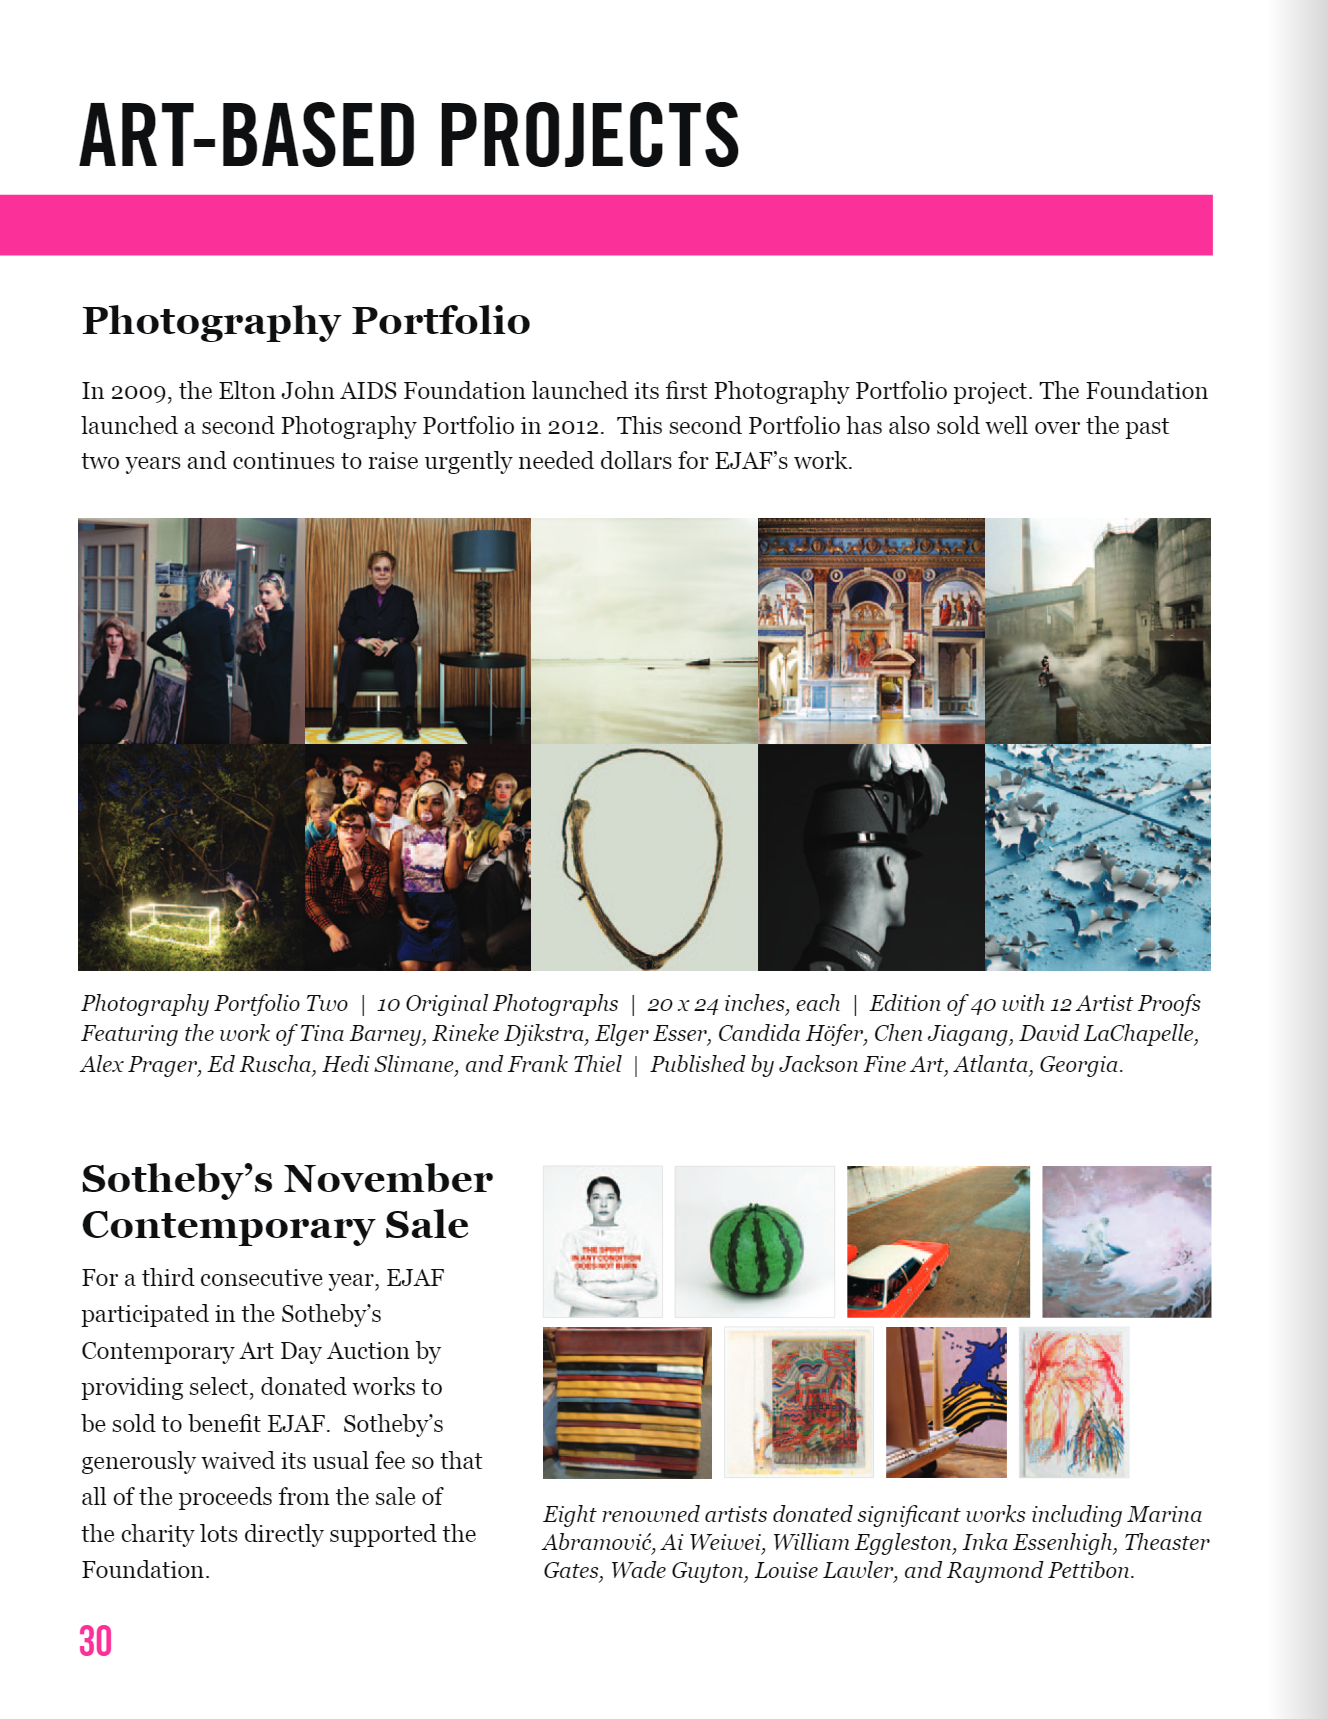 ART-BASED PROJECTS
Photography Portfolio
In 2009, the Elton John AIDS Foundation launched its first Photography Portfolio project. The Foundation
launched a second Photography Portfolio in 2012.  This second Portfolio has also sold well over the past
two years and continues to raise urgently needed dollars for EJAF’s work.
Photography Portfolio Two  |  10 Original Photographs  |  20 x 24 inches, each  |  Edition of 40 with 12 Artist Proofs
Featuring the work of Tina Barney, Rineke Djikstra, Elger Esser, Candida Höfer, Chen Jiagang, David LaChapelle,
Alex Prager, Ed Ruscha, Hedi Slimane, and Frank Thiel  |  Published by Jackson Fine Art, Atlanta, Georgia.
Sotheby’s November
Contemporary Sale
For a third consecutive year, EJAF
participated in the Sotheby’s
Contemporary Art Day Auction by
providing select, donated works to
be sold to benefit EJAF.  Sotheby’s
generously waived its usual fee so that
all of the proceeds from the sale of
the charity lots directly supported the
Foundation.
THE SPIRIT
IN ANY CONDITION
DOES NOT BURN
Eight renowned artists donated significant works including Marina
Abramović, Ai Weiwei, William Eggleston, Inka Essenhigh, Theaster
Gates, Wade Guyton, Louise Lawler, and Raymond Pettibon.
30